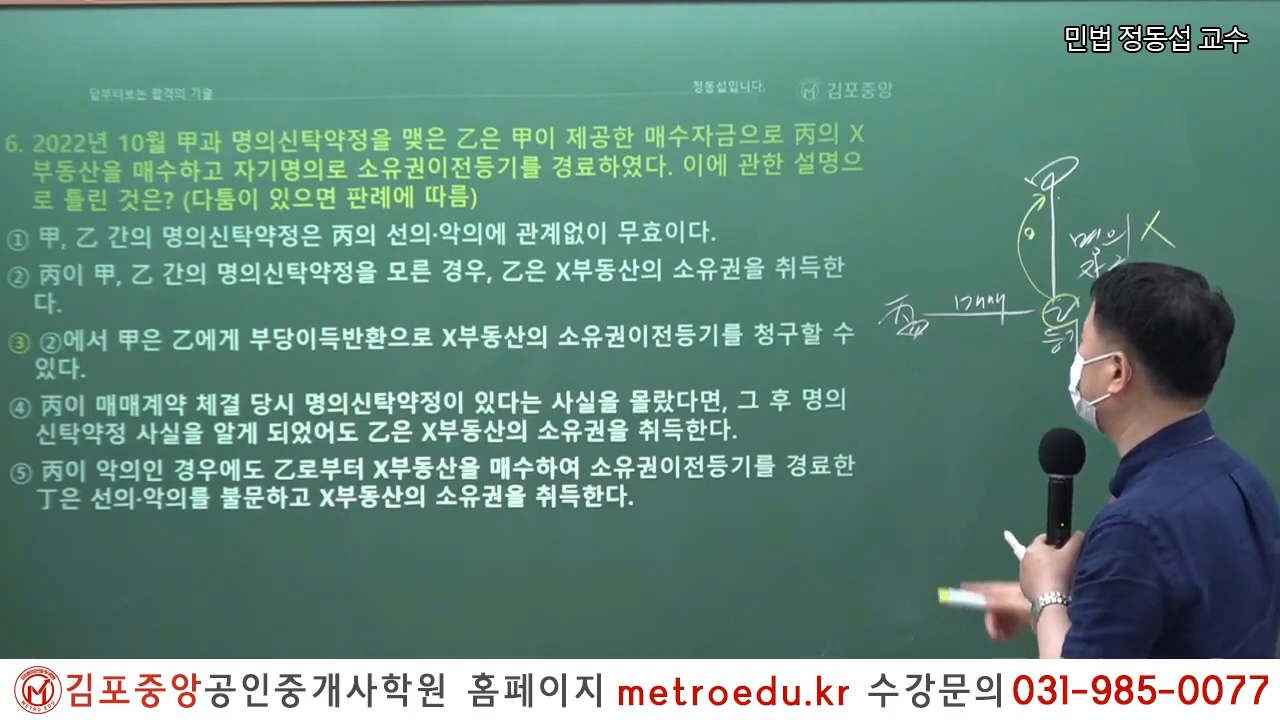 민법 정동섭 교수
답부터보는 합격의 기술
정동섭입니다.
김포중앙
6. 2022년 10월 甲과 명의신탁약정을 맺은 乙은 甲이 제공한 매수자금으로 丙의 X
부동산을 매수하고 자기명의로 소유권이전등기를 경료하였다. 이에 관한 설명으
로 틀린 것은? (다툼이 있으면 판례에 따름)
① 甲, 乙 간의 명의신탁약정은 丙의 선의·악의에 관계없이 무효이다.
② 丙이 甲, 乙 간의 명의신탁약정을 모른 경우, 乙은 X부동산의 소유권을 취득한
다.
③ ②에서 甲은 乙에게 부당이득반환으로 X부동산의 소유권이전등기를 청구할 수
있다.
④ 丙이 매매계약 체결 당시 명의신탁약정이 있다는 사실을 몰랐다면, 그 후 명의
신탁약정 사실을 알게 되었어도 乙은 X부동산의 소유권을 취득한다.
⑤ 丙이 악의인 경우에도 乙로부터 X부동산을 매수하여 소유권이전등기를 경료한
丁은 선의·악의를 불문하고 X부동산의 소유권을 취득한다.
명의 X
丙
乙
등기
METRO EDU
김포중앙공인중개사학원 홈페이지 metroedu.kr 수강문의 031-985-0077